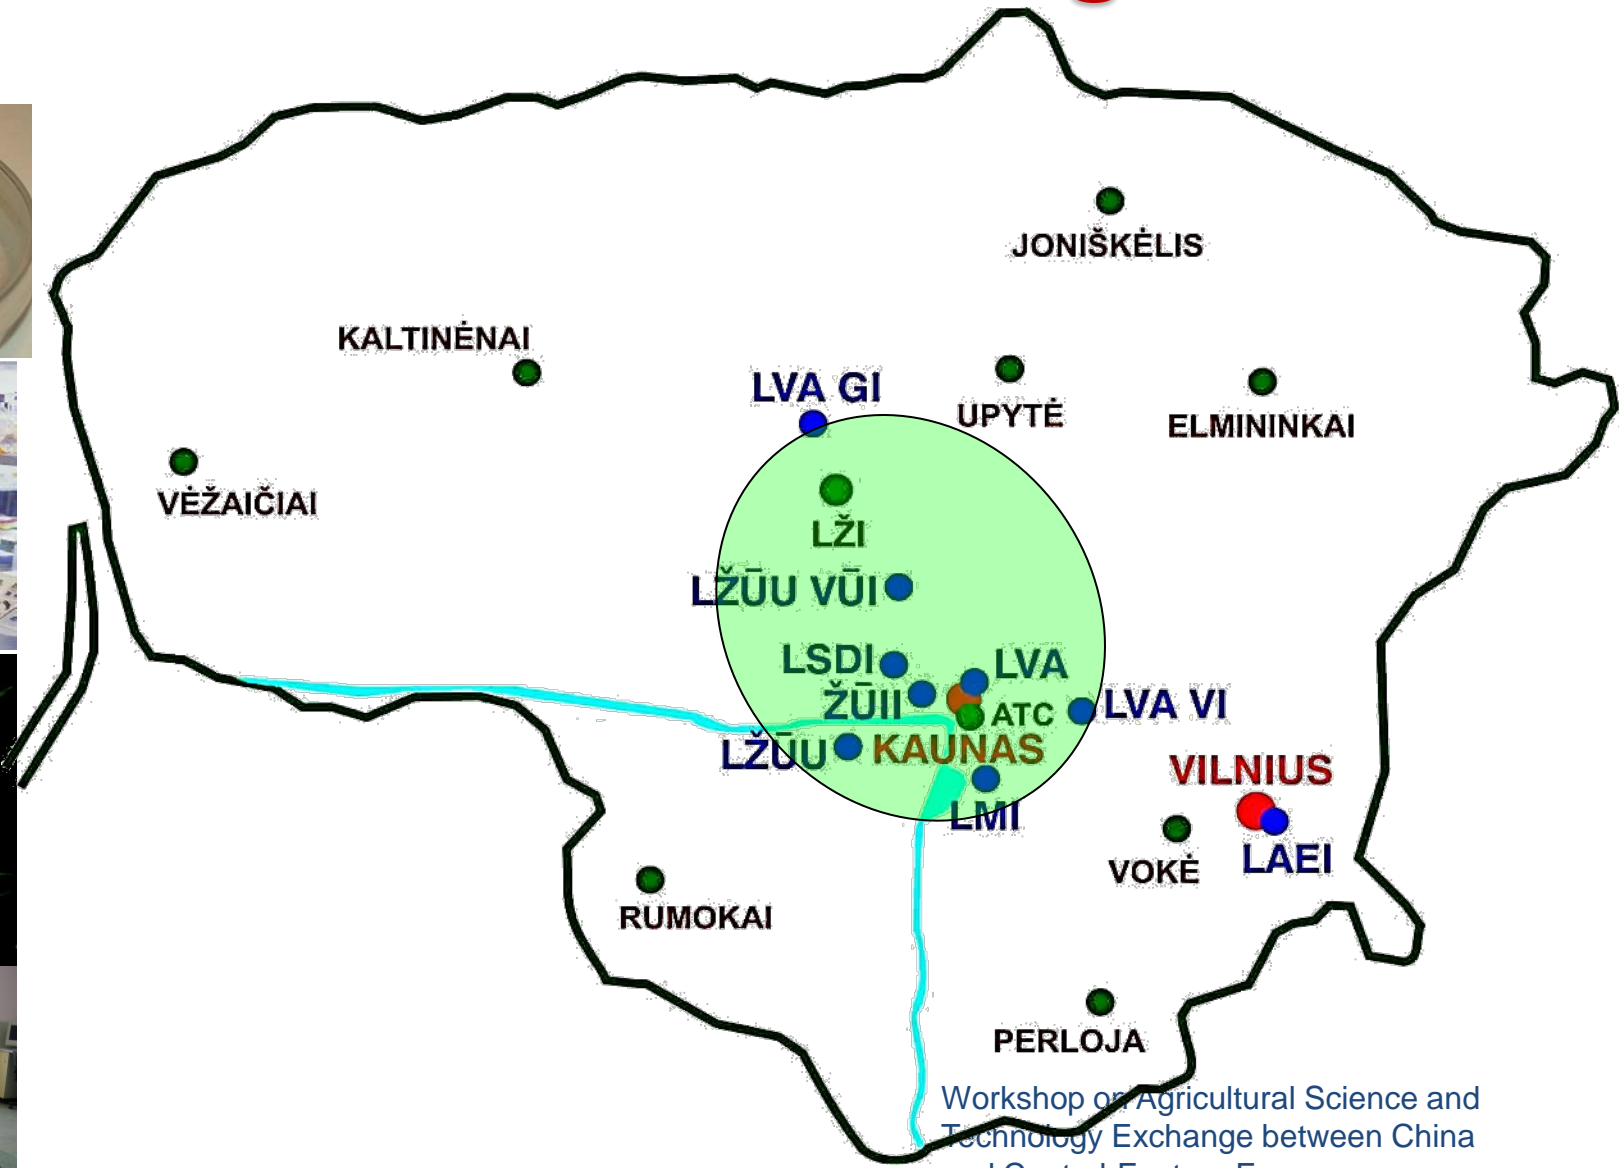 JONIŠKĖLIS
KALTINĖNAI
LVA GI
UPYTĖ
ELMININKAI
VĖŽAIČIAI
LŽI
LŽŪU VŪI
LSDI
LVA
ŽŪII
ATC
LVA VI
LŽŪU
KAUNAS
VILNIUS
LMI
LAEI
VOKĖ
RUMOKAI
PERLOJA
Workshop on Agricultural Science and
Technology Exchange between China